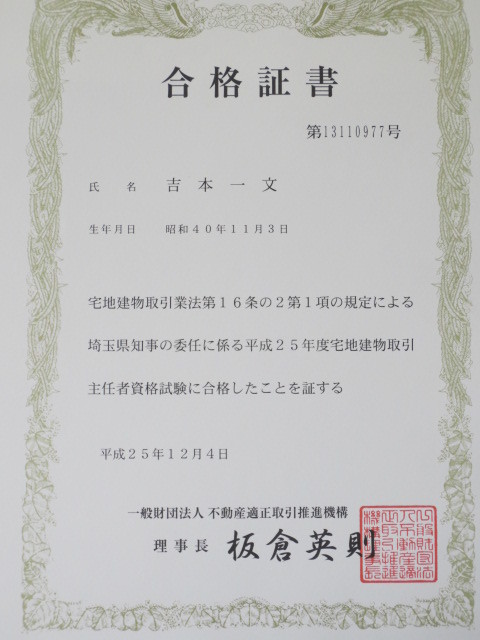 合格証書
第13110977号
氏名 吉本一文
生年月日 昭和40年11月3日
宅地建物取引業法第16条の2第1項の規定による
埼玉県知事の委任に係る平成25年度宅地建物取引
主任者資格試験に合格したことを証する
平成25年12月4日
一般財団法人 不動産適正取引推進機構
理事長 板倉英則